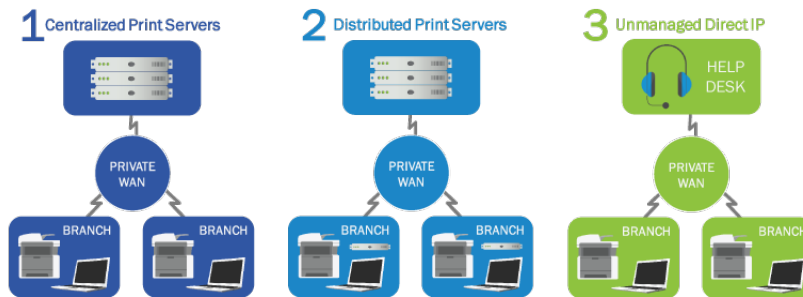 1 Centralized Print Servers
PRIVATE
WAN
BRANCH
BRANCH
2 Distributed Print Servers
PRIVATE
WAN
BRANCH
BRANCH
3 Unmanaged Direct IP
HELP
DESK
PRIVATE
WAN
BRANCH
BRANCH